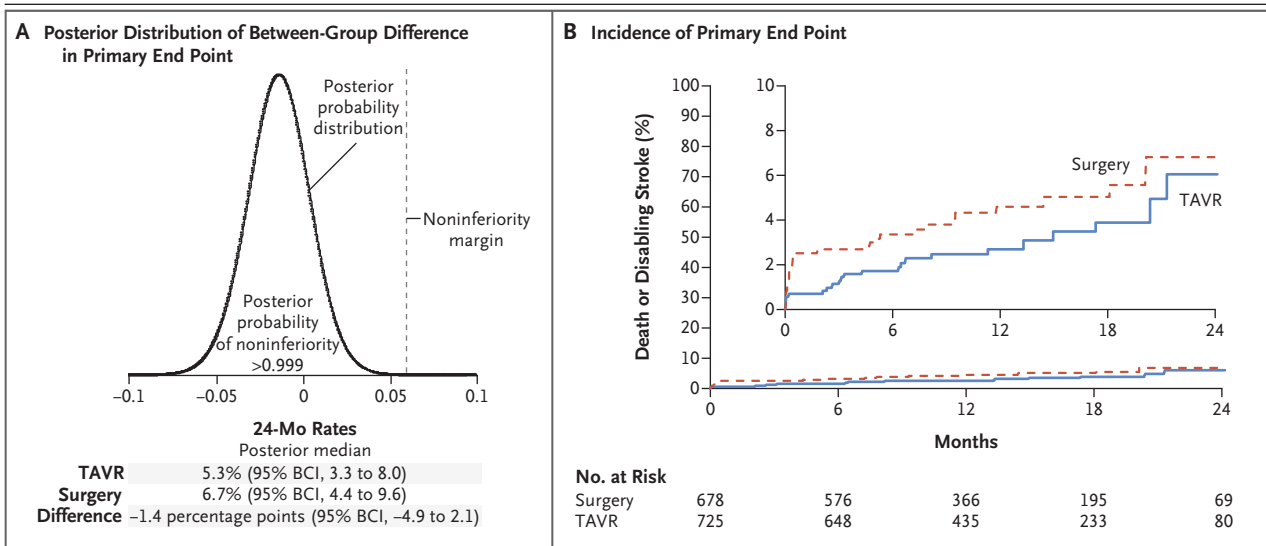 A Posterior Distribution of Between-Group Difference
in Primary End Point
Posterior
probability
distribution
Noninferiority
margin
Posterior
probability
of noninferiority
>0.999
−0.1 −0.05 0 0.05 0.1
24-Mo Rates
Posterior median
TAVR 5.3% (95% BCI, 3.3 to 8.0)
Surgery 6.7% (95% BCI, 4.4 to 9.6)
Difference −1.4 percentage points (95% BCI, −4.9 to 2.1)
B Incidence of Primary End Point
Death or Disabling Stroke (%)
100
90
80
70
60
50
40
30
20
10
0
10
8
6
4
2
0
Surgery
TAVR
0 6 12 18 24
0 6 12 18 24
Months
No. at Risk
Surgery 678 576 366 195 69
TAVR 725 648 435 233 80